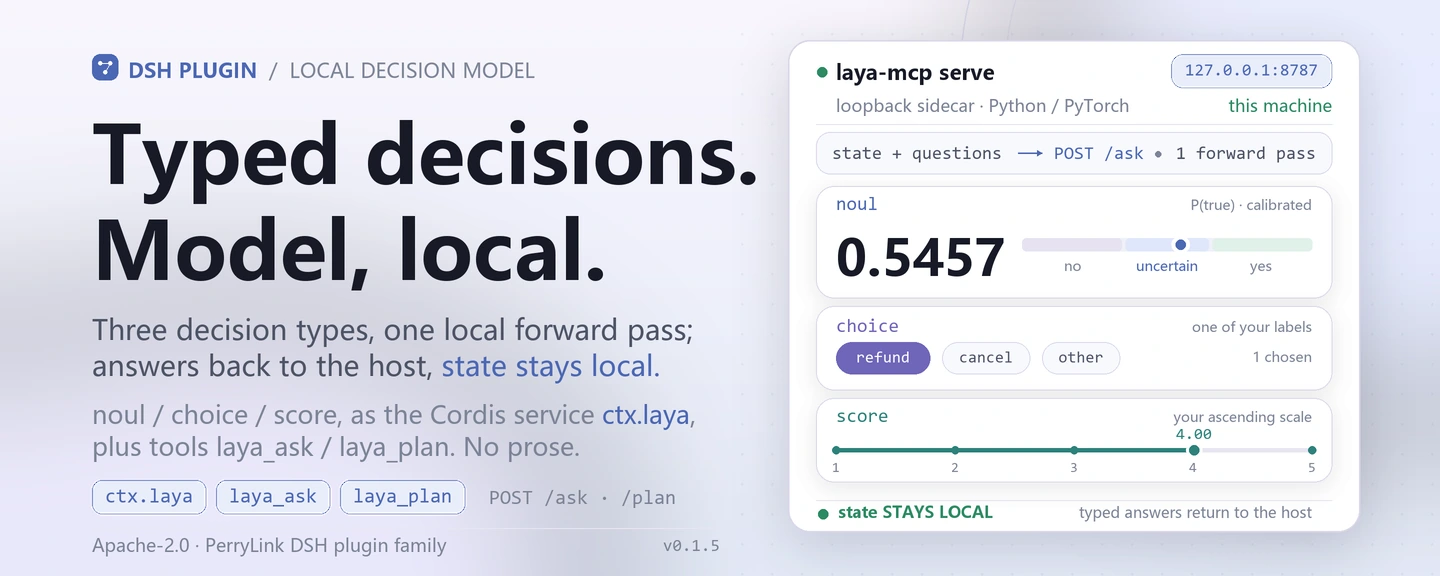 DSH PLUGIN / LOCAL DECISION MODEL
Typed decisions.
Model, local.
Three decision types, one local forward pass;
answers back to the host, state stays local.
noul / choice / score, as the Cordis service ctx.laya,
plus tools laya_ask / laya_plan. No prose.
ctx.laya laya_ask laya_plan POST /ask · /plan
Apache-2.0 · PerryLink DSH plugin family v0.1.5
laya-mcp serve 127.0.0.1:8787
loopback sidecar · Python / PyTorch this machine
state + questions → POST /ask • 1 forward pass
noul P(true) · calibrated
0.5457
no uncertain yes
choice one of your labels
refund cancel other 1 chosen
score your ascending scale
4.00
1 2 3 4 5
state STAYS LOCAL typed answers return to the host